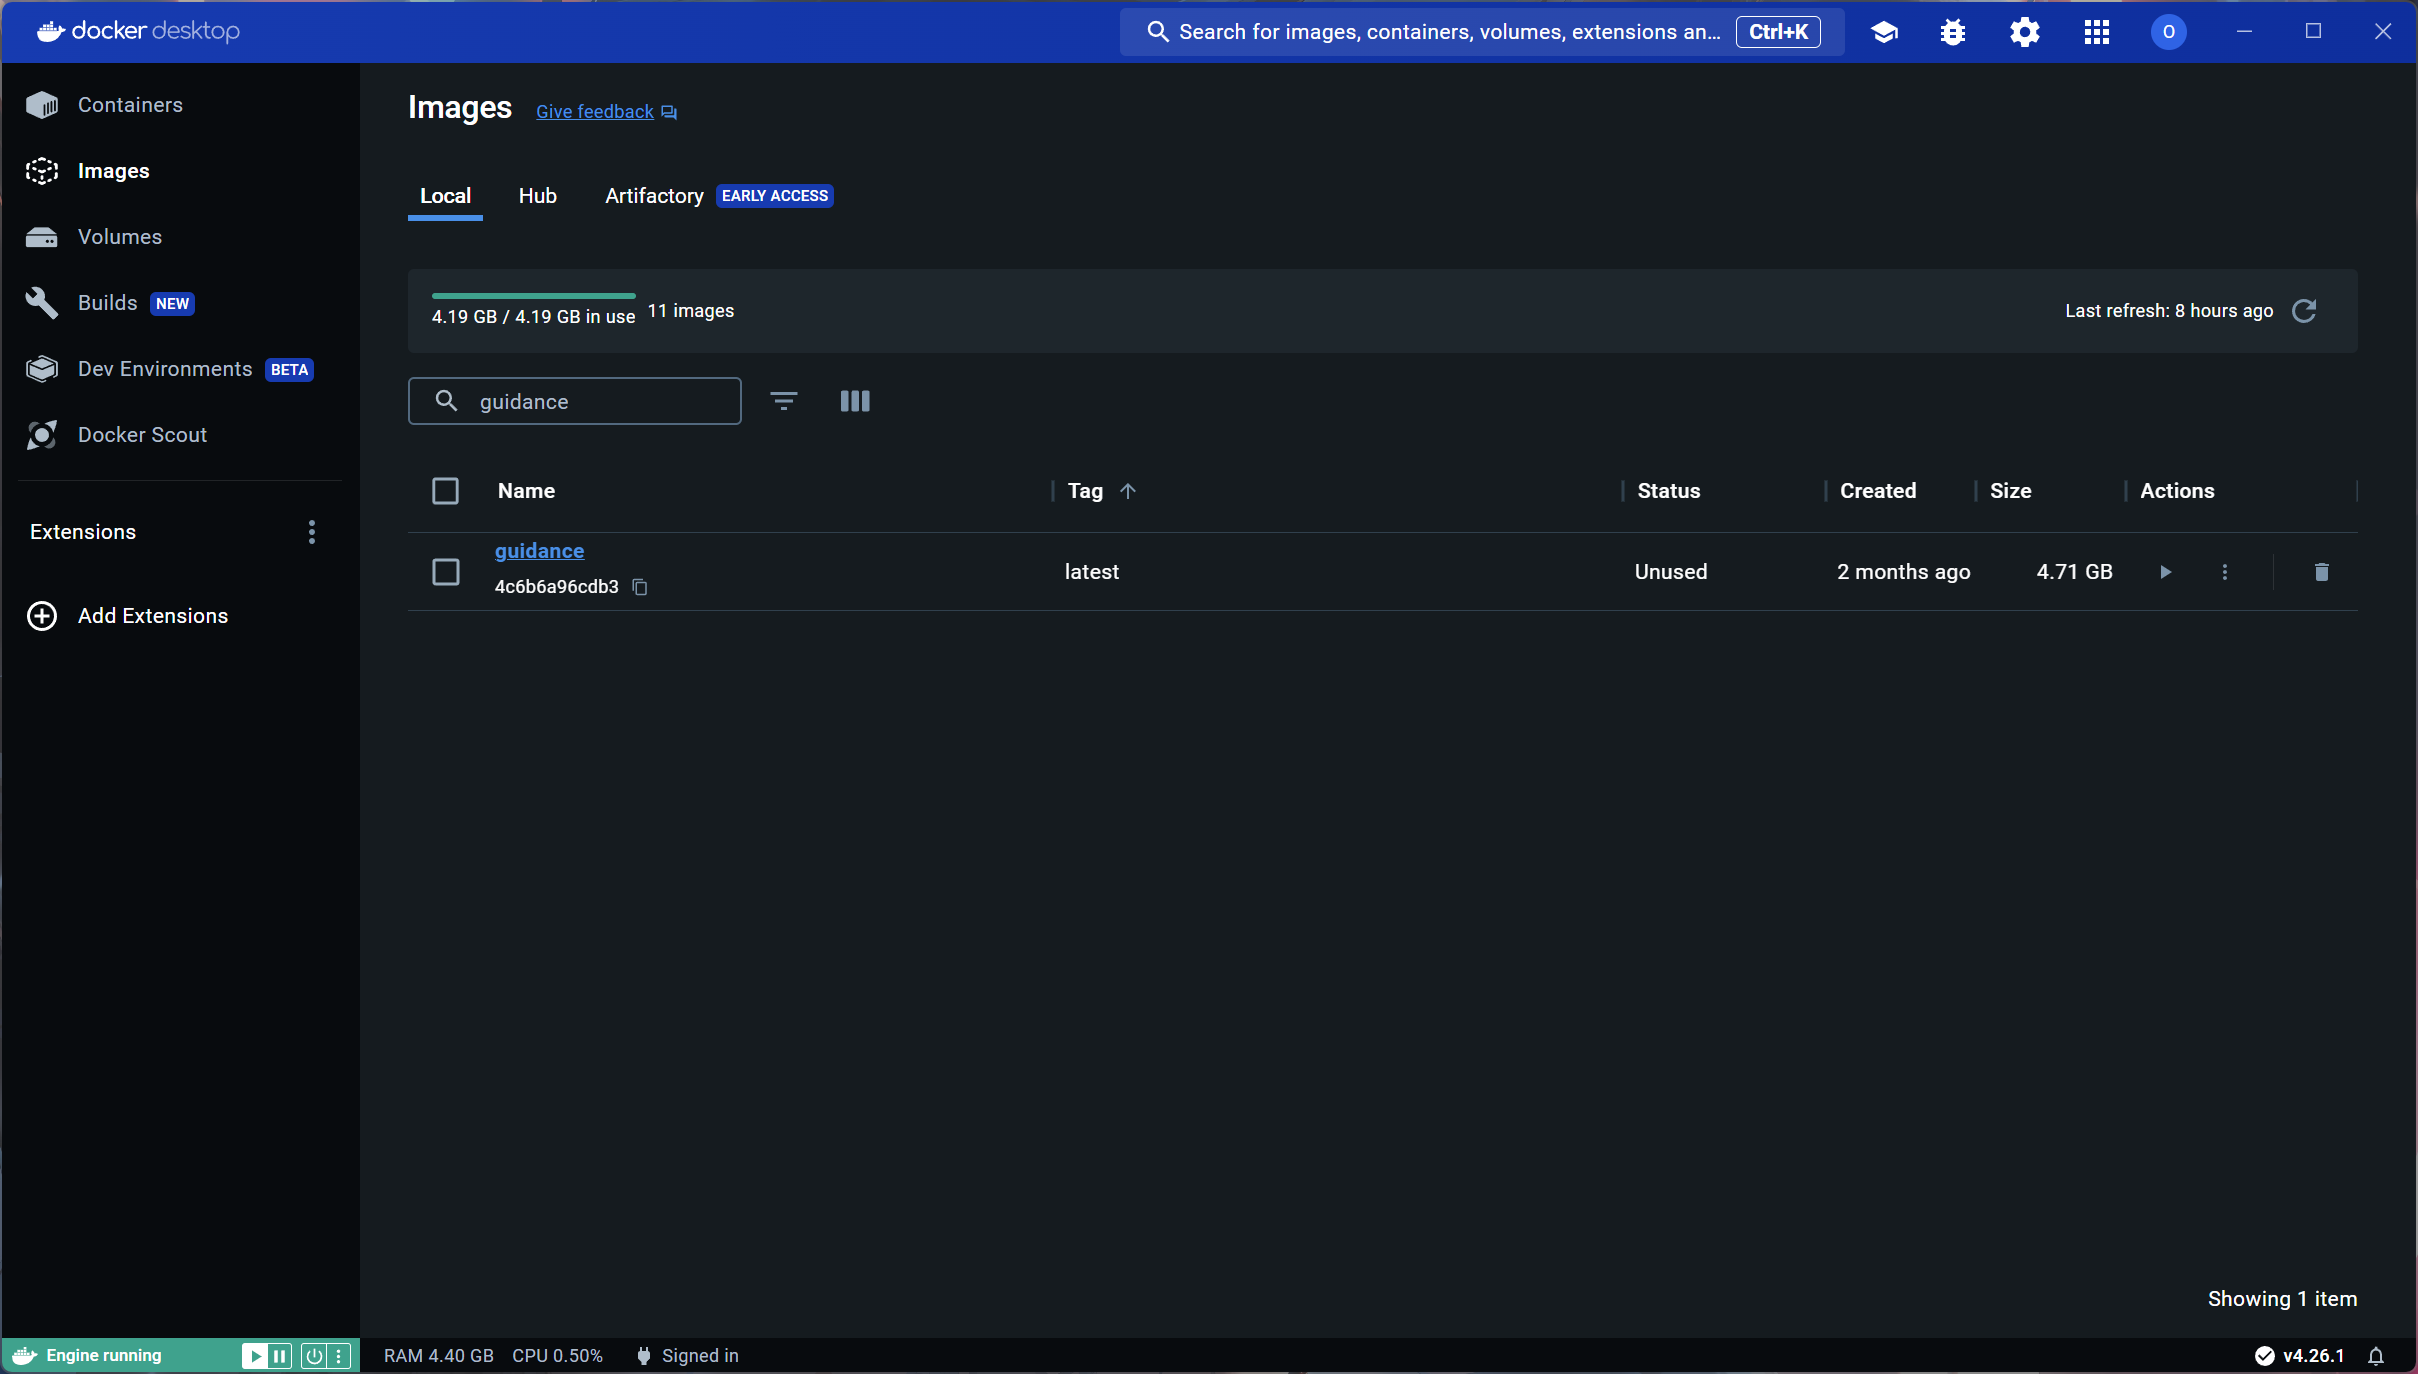 docker desktop
Search for images, containers, volumes, extensions an... Ctrl+K
O
Containers
Images
Volumes
Builds NEW
Dev Environments BETA
Docker Scout
Extensions
Add Extensions
Images Give feedback
Local Hub Artifactory EARLY ACCESS
4.19 GB / 4.19 GB in use 11 images
Last refresh: 8 hours ago
guidance
Name Tag Status Created Size Actions
guidance
4c6b6a96cdb3
latest Unused 2 months ago 4.71 GB
Showing 1 item
Engine running
RAM 4.40 GB CPU 0.50% Signed in
v4.26.1